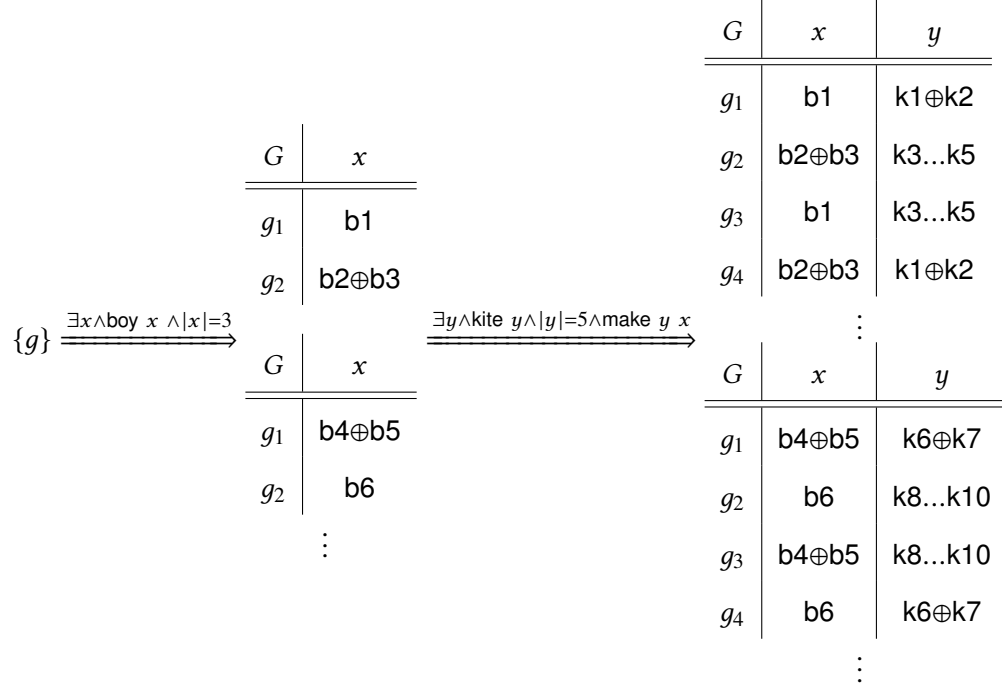 {g}
∃x∧boy x ∧|x|=3
G x
g₁ b1
g₂ b2⊕b3
G x
g₁ b4⊕b5
g₂ b6
⋮
∃y∧kite y∧|y|=5∧make y x
G x y
g₁ b1 k1⊕k2
g₂ b2⊕b3 k3...k5
g₃ b1 k3...k5
g₄ b2⊕b3 k1⊕k2
⋮
G x y
g₁ b4⊕b5 k6⊕k7
g₂ b6 k8...k10
g₃ b4⊕b5 k8...k10
g₄ b6 k6⊕k7
⋮